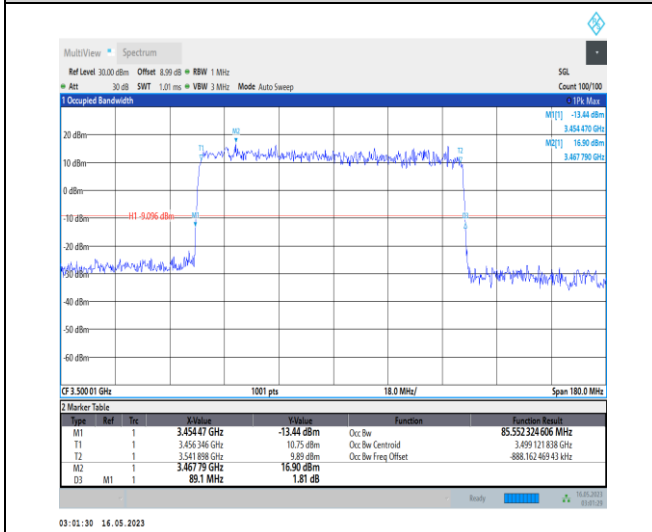 MultiView Spectrum
Ref Level 30.00 dBm Offset 8.99 dB RBW 1 MHz SGL
Att 30 dB SWT 1.01 ms VBW 3 MHz Mode Auto Sweep Count 100/100
1 Occupied Bandwidth 1Pk Max
M1[1] -13.44 dBm
3.454 470 GHz
M2[1] 16.90 dBm
3.467 790 GHz
20 dBm
M2
T1
T2
10 dBm
0 dBm
-10 dBm
H1 -9.096 dBm
M1
-20 dBm
-30 dBm
-40 dBm
-50 dBm
-60 dBm
CF 3.500 01 GHz 1001 pts 18.0 MHz/ Span 180.0 MHz
2 Marker Table
Type Ref Trc X-Value Y-Value Function Function Result
M1 1 3.454 47 GHz -13.44 dBm Occ Bw 85.552 324 606 MHz
T1 1 3.456 346 GHz 10.75 dBm Occ Bw Centroid 3.499 121 838 GHz
T2 1 3.541 898 GHz 9.89 dBm Occ Bw Freq Offset -888.162 469 43 kHz
M2 1 3.467 79 GHz 16.90 dBm
D3 M1 1 89.1 MHz 1.81 dB
Ready 16.05.2023
03:01:29
03:01:30 16.05.2023